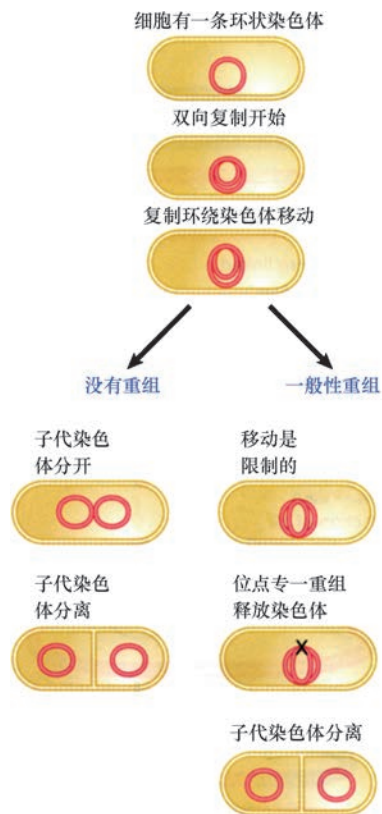 细胞有一条环状染色体
双向复制开始
复制环绕染色体移动
没有重组
一般性重组
子代染色
体分开
移动是
限制的
子代染色
体分离
位点专一重组
释放染色体
X
子代染色体分离